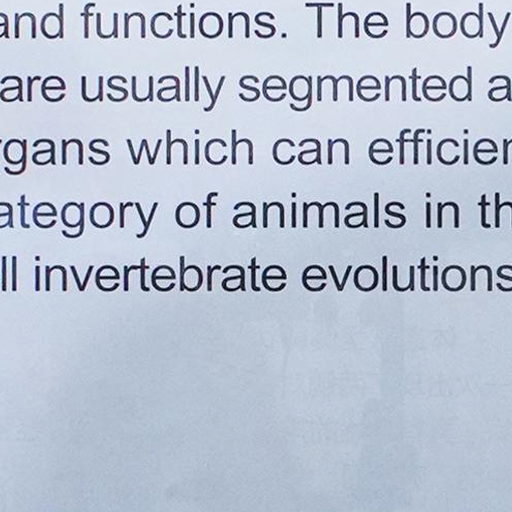 and functions. The body
are usually segmented a
rgans which can efficien
ategory of animals in th
ll invertebrate evolutions